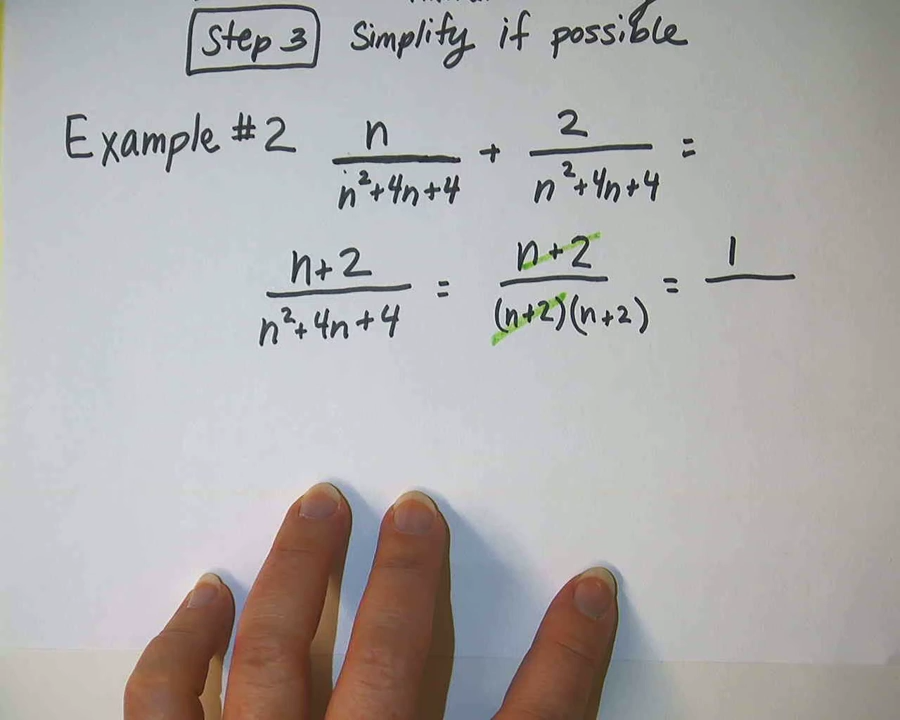 Step 3 Simplify if possible
Example #2 n/(n²+4n+4) + 2/(n²+4n+4) =
(n+2)/(n²+4n+4) = (n+2)/((n+2)(n+2)) = 1/